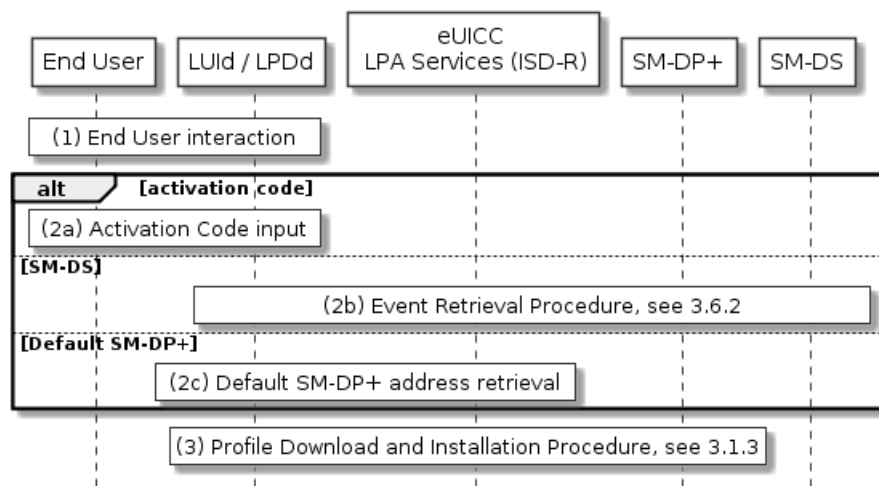 End User
LUId / LPDd
eUICC
LPA Services (ISD-R)
SM-DP+
SM-DS
(1) End User interaction
alt [activation code]
(2a) Activation Code input
[SM-DS]
(2b) Event Retrieval Procedure, see 3.6.2
[Default SM-DP+]
(2c) Default SM-DP+ address retrieval
(3) Profile Download and Installation Procedure, see 3.1.3